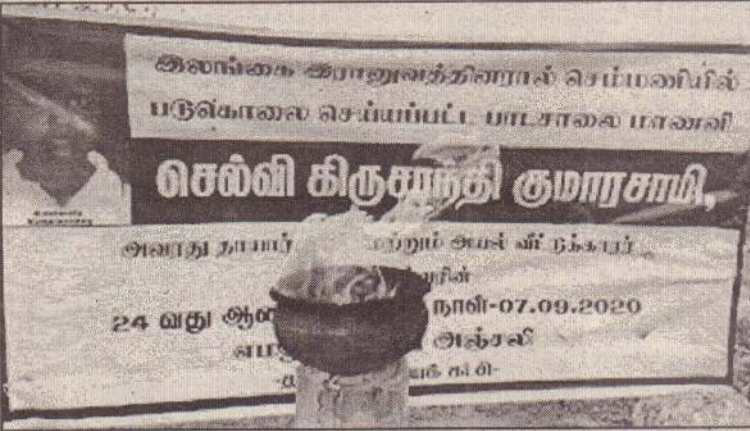 இலங்கை இராணுவத்தினரால் செம்மணியில்
படுகொலை செய்யப்பட்ட பாடசாலை மாணவி
செல்வி கிருசாந்தி குமாரசாமி,
அவரது தாயார் மற்றும் அயல் வீட்டுக்காரர்
24 வது நாள்-07.09.2020
அஞ்சலி